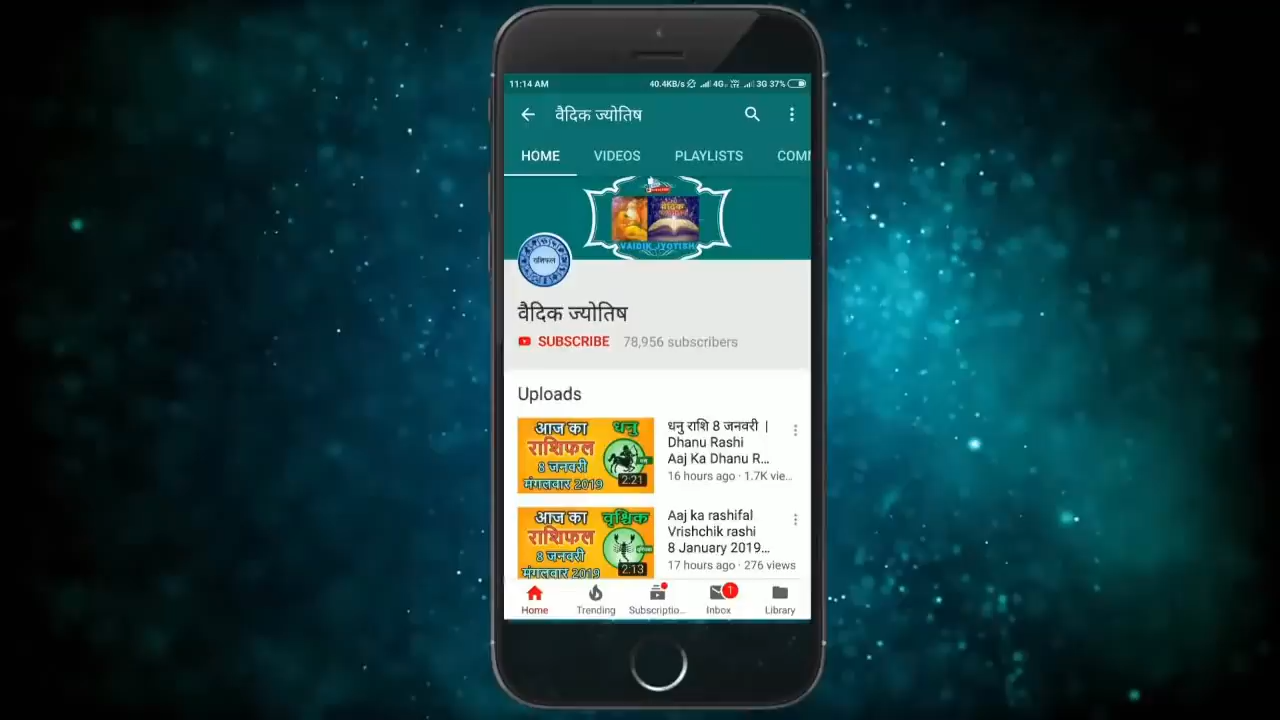 11:14 AM
40.4KB/s 4G 3G 37%
वैदिक ज्योतिष
HOME VIDEOS PLAYLISTS COMM
वैदिक
VAIDIK JYOTISH
राशिफल
वैदिक ज्योतिष
SUBSCRIBE 78,956 subscribers
Uploads
आज का धनु
राशिफल
8 जनवरी
मंगलवार 2019
2:21
धनु राशि 8 जनवरी |
Dhanu Rashi
Aaj Ka Dhanu R...
16 hours ago · 1.7K vie...
आज का वृश्चिक
राशिफल
8 जनवरी
मंगलवार 2019
2:13
Aaj ka rashifal
Vrishchik rashi
8 January 2019...
17 hours ago · 276 views
Home Trending Subscriptio... Inbox 1 Library